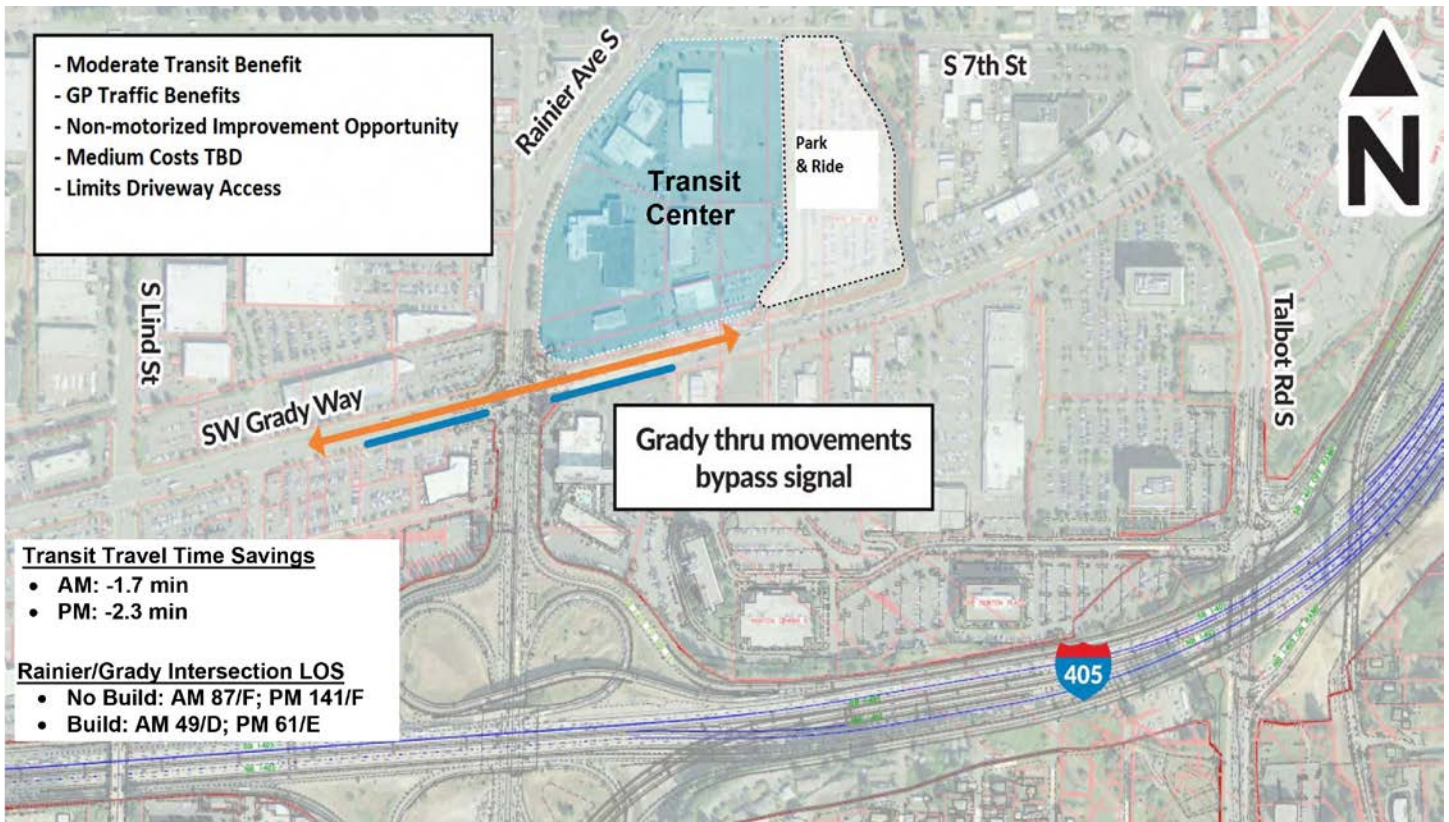 - Moderate Transit Benefit
- GP Traffic Benefits
- Non-motorized Improvement Opportunity
- Medium Costs TBD
- Limits Driveway Access
Rainier Ave S
S 7th St
N
Park
& Ride
Transit
Center
S Lind St
Talbot Rd S
SW Grady Way
Grady thru movements
bypass signal
Transit Travel Time Savings
• AM: -1.7 min
• PM: -2.3 min
Rainier/Grady Intersection LOS
• No Build: AM 87/F; PM 141/F
• Build: AM 49/D; PM 61/E
405